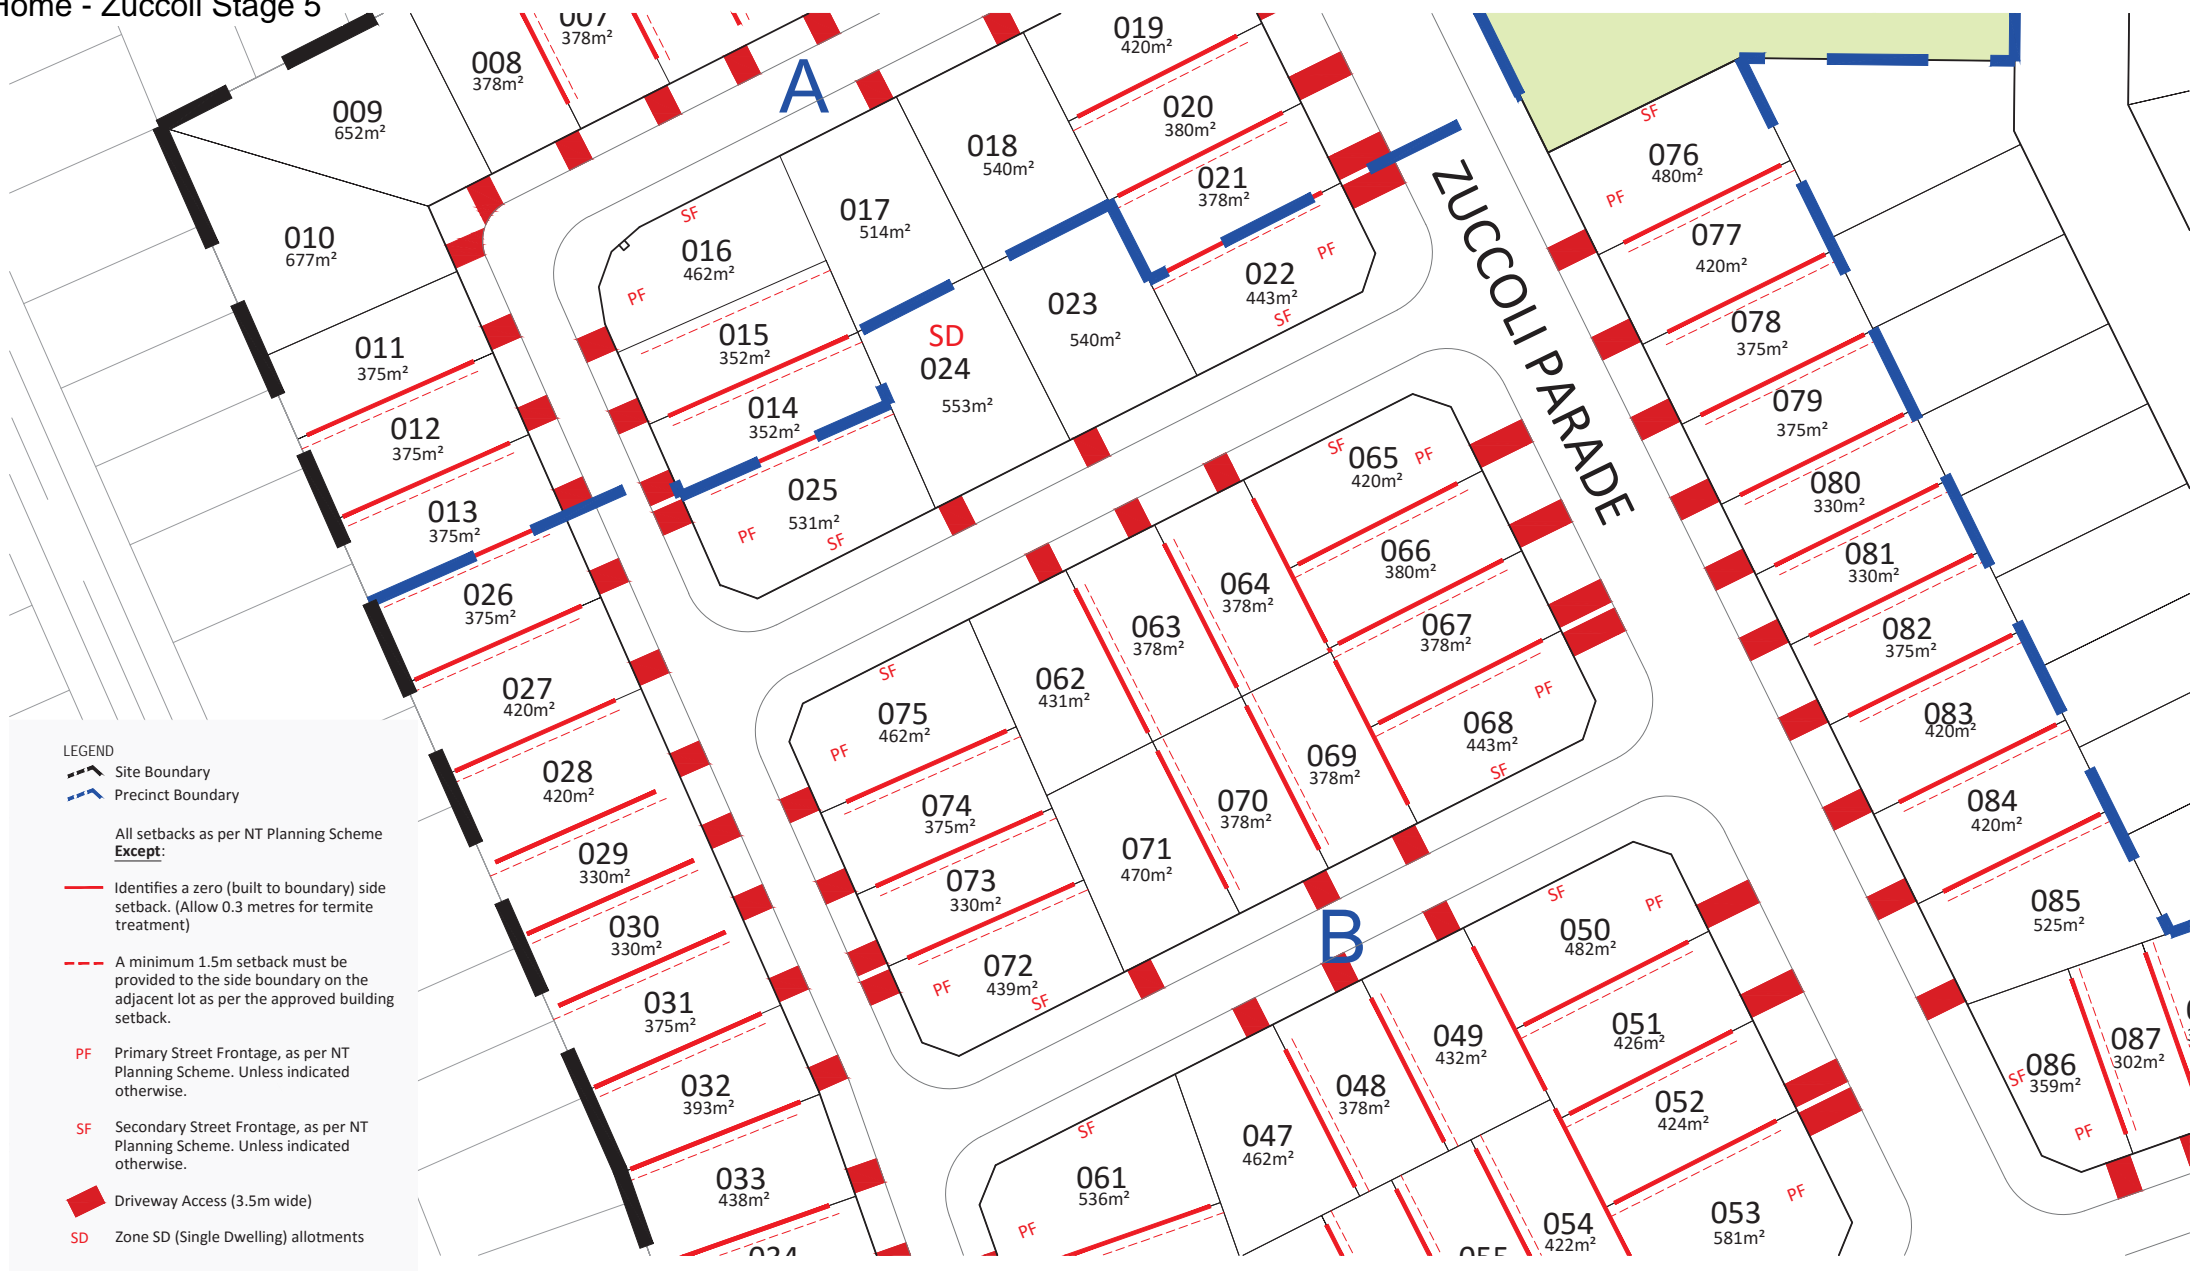 Home - Zuccoli Stage 5
007
378m²
008
378m²
009
652m²
010
677m²
011
375m²
012
375m²
013
375m²
A
019
420m²
020
380m²
021
378m²
018
540m²
017
514m²
SF
016
462m²
PF
015
352m²
014
352m²
025
531m²
PF
SF
SD
024
553m²
023
540m²
022
443m²
PF
SF
ZUCCOLI PARADE
SF
076
480m²
PF
077
420m²
078
375m²
079
375m²
080
330m²
081
330m²
082
375m²
083
420m²
084
420m²
085
525m²
086
359m²
SF
PF
087
302m²
026
375m²
027
420m²
028
420m²
029
330m²
030
330m²
031
375m²
032
393m²
033
438m²
034
SF
065
420m²
PF
066
380m²
067
378m²
068
443m²
PF
SF
064
378m²
063
378m²
062
431m²
SF
075
462m²
PF
074
375m²
073
330m²
072
439m²
PF
SF
071
470m²
070
378m²
069
378m²
B
SF
050
482m²
PF
051
426m²
052
424m²
053
581m²
PF
049
432m²
048
378m²
047
462m²
SF
061
536m²
PF
054
422m²
055
LEGEND
Site Boundary
Precinct Boundary
All setbacks as per NT Planning Scheme
Except:
Identifies a zero (built to boundary) side
setback. (Allow 0.3 metres for termite
treatment)
A minimum 1.5m setback must be
provided to the side boundary on the
adjacent lot as per the approved building
setback.
PF Primary Street Frontage, as per NT
Planning Scheme. Unless indicated
otherwise.
SF Secondary Street Frontage, as per NT
Planning Scheme. Unless indicated
otherwise.
Driveway Access (3.5m wide)
SD Zone SD (Single Dwelling) allotments